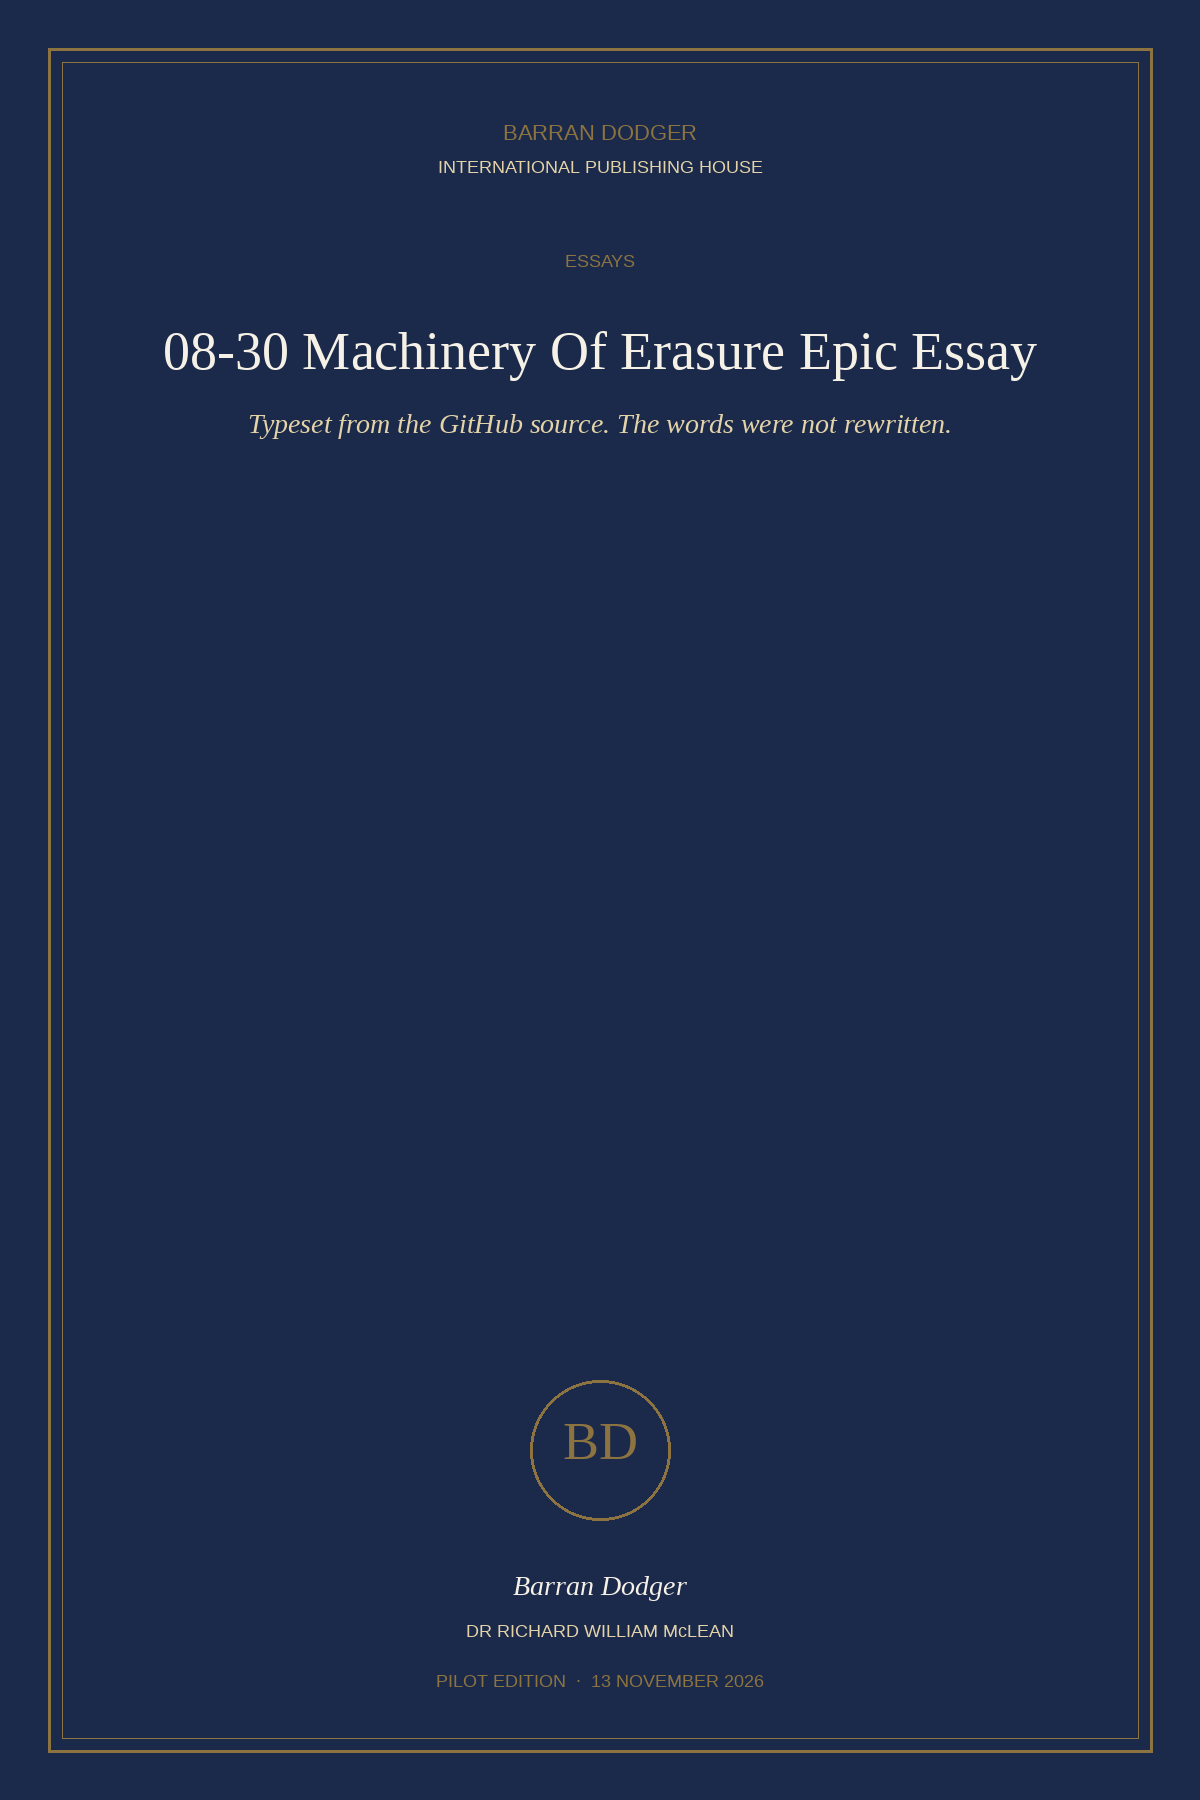 BARRAN DODGER
INTERNATIONAL PUBLISHING HOUSE
ESSAYS
08-30 Machinery Of Erasure Epic Essay
Typeset from the GitHub source. The words were not rewritten.
BD
Barran Dodger
DR RICHARD WILLIAM McLEAN
PILOT EDITION · 13 NOVEMBER 2026